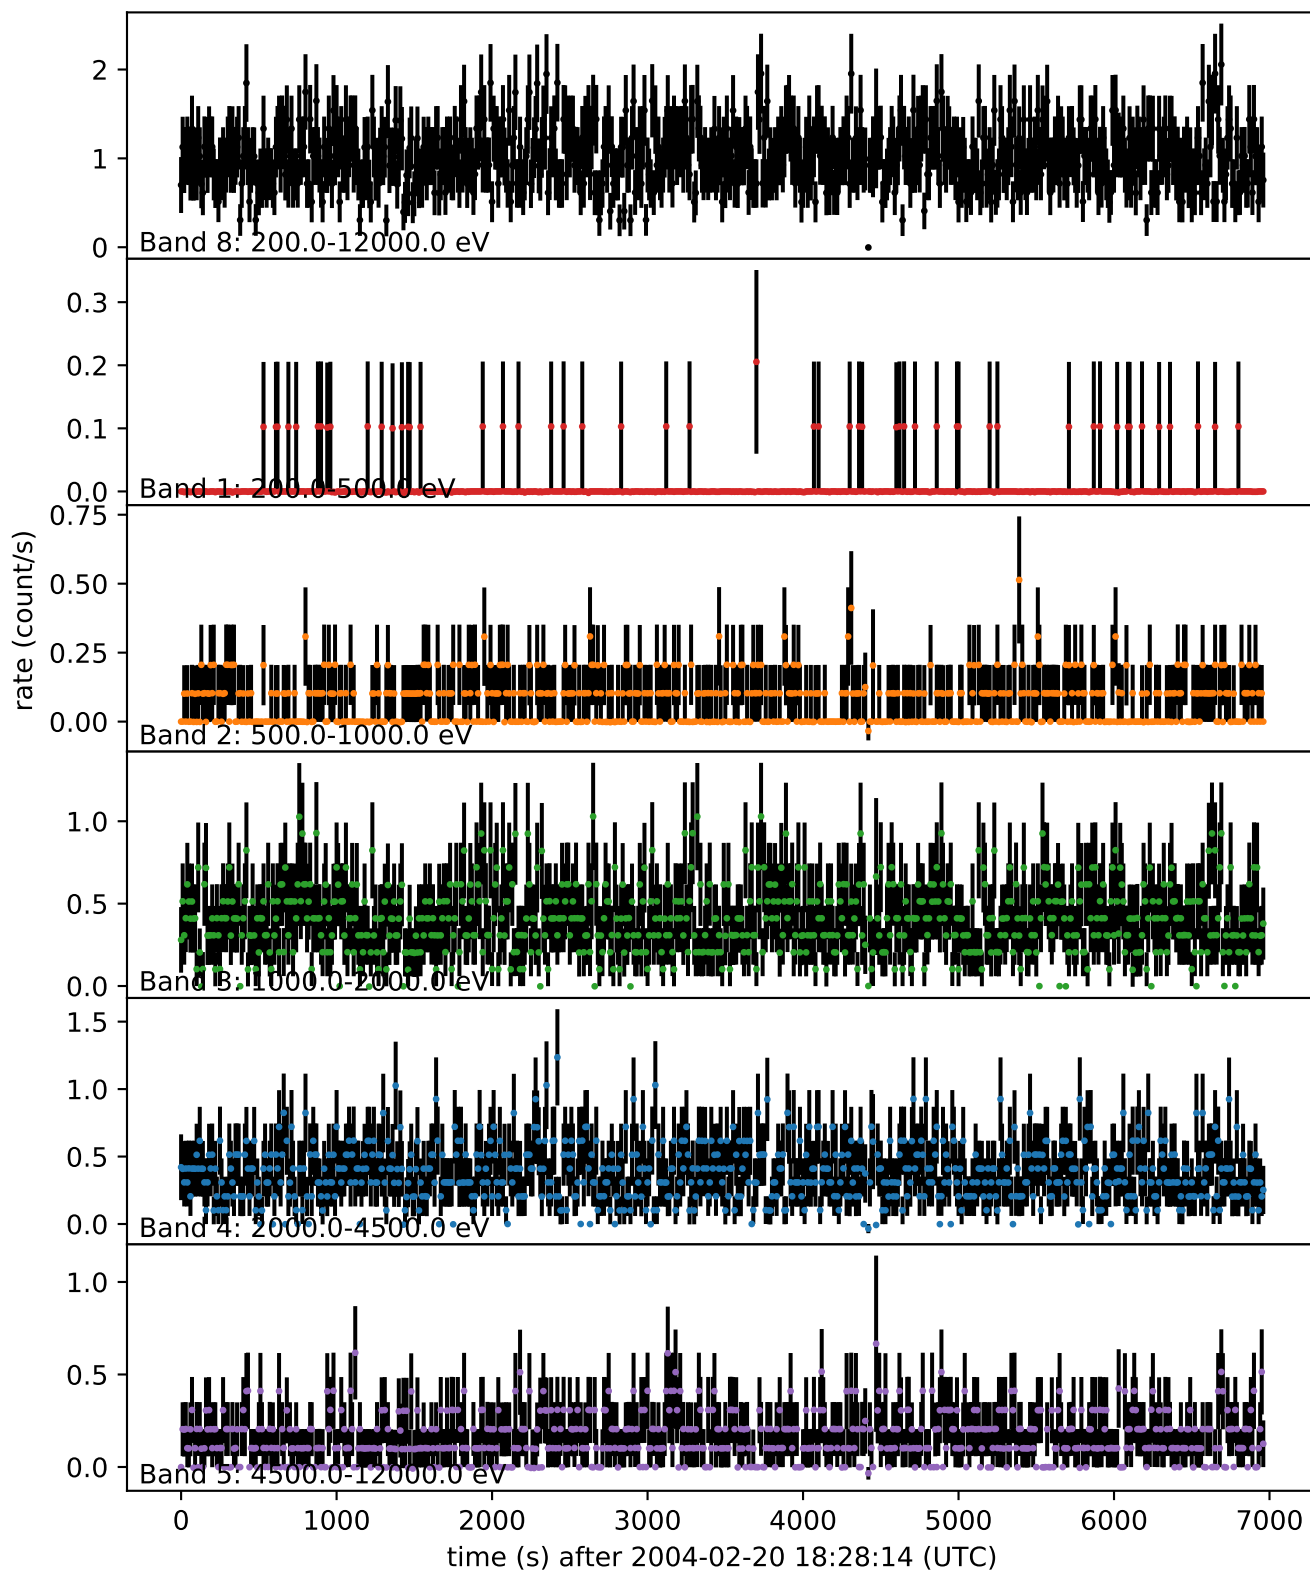 2
1
0
Band 8: 200.0-12000.0 eV
0.3
0.2
0.1
0.0
Band 1: 200.0-500.0 eV
rate (count/s)
0.75
0.50
0.25
0.00
Band 2: 500.0-1000.0 eV
1.0
0.5
0.0
Band 3: 1000.0-2000.0 eV
1.5
1.0
0.5
0.0
Band 4: 2000.0-4500.0 eV
1.0
0.5
0.0
Band 5: 4500.0-12000.0 eV
0 1000 2000 3000 4000 5000 6000 7000
time (s) after 2004-02-20 18:28:14 (UTC)